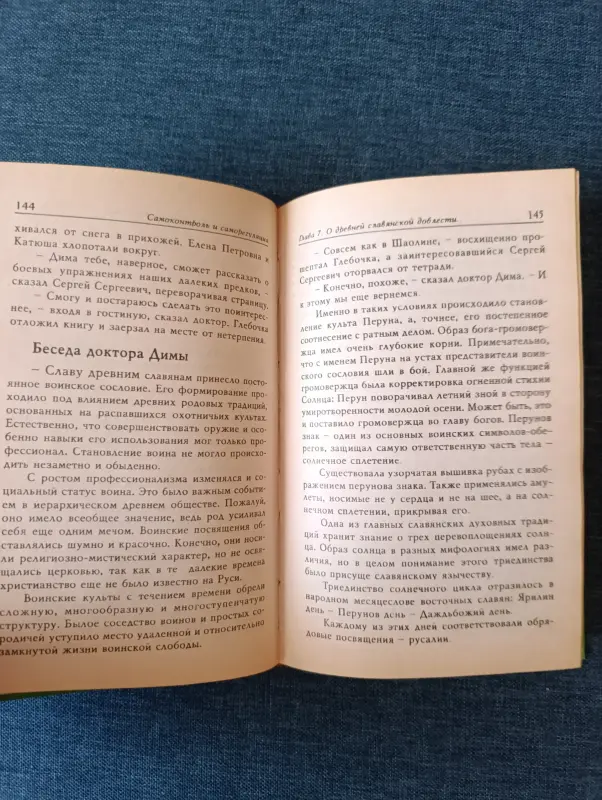 144
Самоконтроль и саморегуляция
хивался от снега в прихожей. Елена Петровна и
Катюша хлопотали вокруг.
– Дима тебе, наверное, сможет рассказать о
боевых упражнениях наших далеких предков, –
сказал Сергей Сергеевич, переворачивая страницу.
– Смогу и постараюсь сделать это поинтерес-
нее, – входя в гостиную, сказал доктор. Глебочка
отложил книгу и заерзал на месте от нетерпения.
Беседа доктора Димы
– Славу древним славянам принесло посто-
янное воинское сословие. Его формирование про-
ходило под влиянием древних родовых традиций,
основанных на распавшихся охотничьих культах.
Естественно, что совершенствовать оружие и осо-
бенно навыки его использования мог только про-
фессионал. Становление воина не могло происхо-
дить незаметно и обыденно.
С ростом профессионализма изменялся и со-
циальный статус воина. Это было важным событи-
ем в иерархическом древнем обществе. Пожалуй,
оно имело всеобщее значение, ведь род усиливал
себя еще одним мечом. Воинские посвящения об-
ставлялись шумно и красочно. Конечно, они носи-
ли религиозно-мистический характер, но не освя-
щались церковью, так как в те далекие времена
христианство еще не было известно на Руси.
Воинские культы с течением времени обрели
сложную, многообразную и многоступенчатую
структуру. Былое соседство воинов и простых со-
родичей уступило место удаленной и относительно
замкнутой жизни воинской слободы.
Глава 7. О древней славянской доблести...
145
– Совсем как в Шаолине, – восхищенно про-
шептал Глебочка, а заинтересовавшийся Сергей
Сергеевич оторвался от тетради.
– Конечно, похоже, – сказал доктор Дима. – И
к этому мы еще вернемся.
Именно в таких условиях происходило станов-
ление культа Перуна, а, точнее, его постепенное
соотнесение с ратным делом. Образ бога-громовер-
жца имел очень глубокие корни. Примечательно,
что с именем Перуна на устах представители воин-
ского сословия шли в бой. Главной же функцией
громовержца была корректировка огненной стихии
Солнца: Перун поворачивал летний зной в сторону
умиротворенности молодой осени. Может быть, это
и поставило громовержца во главу богов. Перунов
знак – один из основных воинских символов-обе-
регов, защищал самую ответственную часть тела –
солнечное сплетение.
Существовала узорчатая вышивка рубах с изоб-
ражением перунова знака. Также применялись аму-
леты, носимые не у сердца и не на шее, а на сол-
нечном сплетении, прикрывая его.
Одна из главных славянских духовных тради-
ций хранит знание о трех перевоплощениях солн-
ца. Образ солнца в разных мифологиях имел раз-
личия, но в целом понимание этого триединства
было присуще славянскому язычеству.
Триединство солнечного цикла отразилось в
народном месяцеслове восточных славян: Ярилин
день – Перунов день – Даждьбожий день.
Каждому из этих дней соответствовали обря-
довые посвящения – русалии.